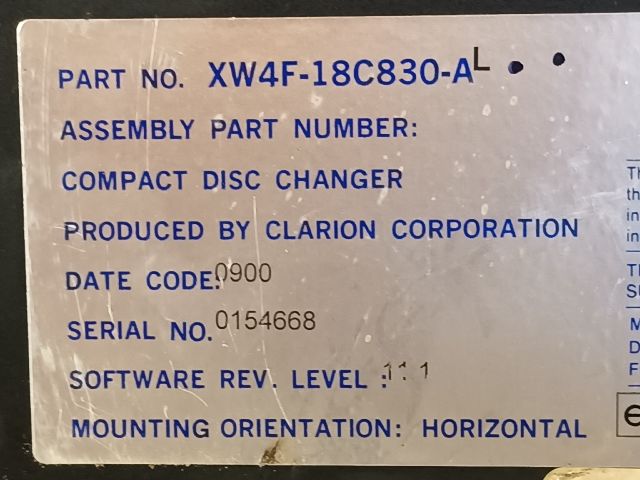 PART NO. XW4F-18C830-AL
ASSEMBLY PART NUMBER:
COMPACT DISC CHANGER
PRODUCED BY CLARION CORPORATION
DATE CODE: 0900
SERIAL NO. 0154668
SOFTWARE REV. LEVEL :
MOUNTING ORIENTATION: HORIZONTAL